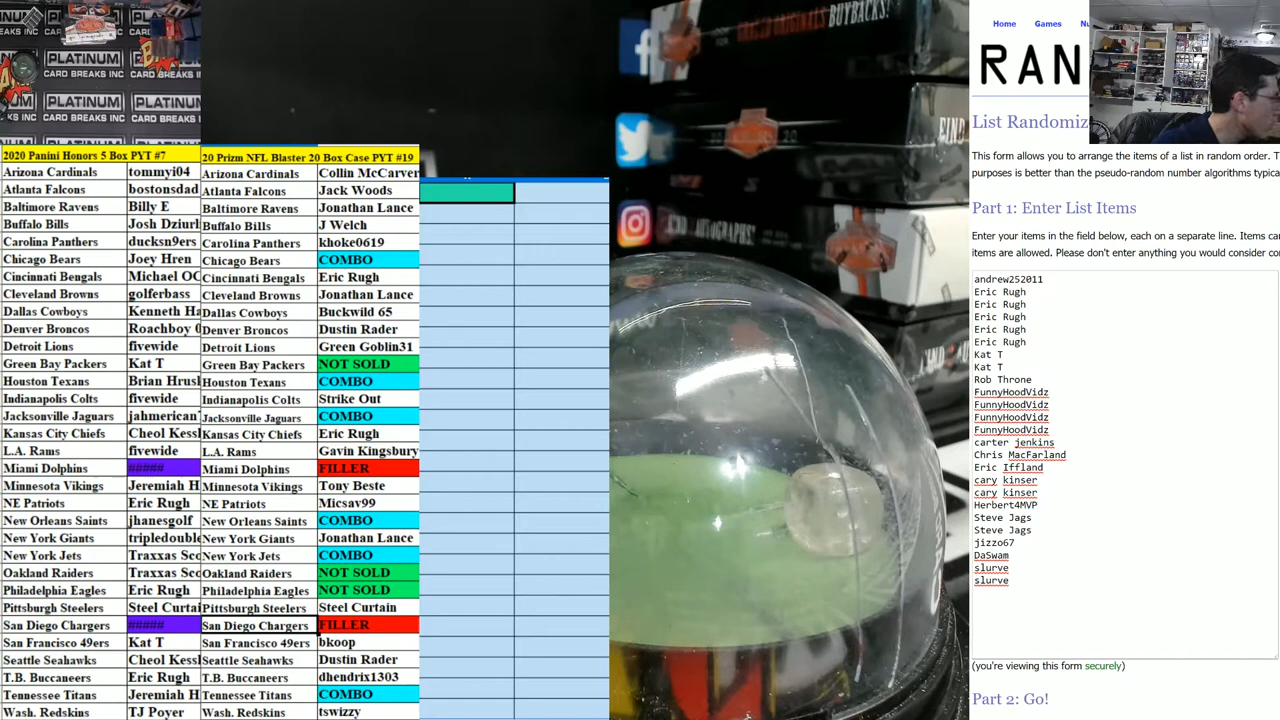 PLATINUM
CARD BREAKS INC
PLATINUM
CARD BREAKS INC
PLATINUM
PLATINUM
CARD BREAKS INC
2020 Panini Honors 5 Box PYT #7
Arizona Cardinals tommyi04
Atlanta Falcons bostonsdad
Baltimore Ravens Billy E
Buffalo Bills Josh Dziurl
Carolina Panthers ducksn9ers
Chicago Bears Joey Hren
Cincinnati Bengals Michael OC
Cleveland Browns golferbass
Dallas Cowboys Kenneth Ha
Denver Broncos Roachboy 0
Detroit Lions fivewide
Green Bay Packers Kat T
Houston Texans Brian Hrusl
Indianapolis Colts fivewide
Jacksonville Jaguars jahmerican
Kansas City Chiefs Cheol Kessl
L.A. Rams fivewide
Miami Dolphins #####
Minnesota Vikings Jeremiah H
NE Patriots Eric Rugh
New Orleans Saints jhanesgolf
New York Giants tripledouble
New York Jets Traxxas Sco
Oakland Raiders Traxxas Sco
Philadelphia Eagles Eric Rugh
Pittsburgh Steelers Steel Curtai
San Diego Chargers #####
San Francisco 49ers Kat T
Seattle Seahawks Cheol Kessl
T.B. Buccaneers Eric Rugh
Tennessee Titans Jeremiah H
Wash. Redskins TJ Poyer
20 Prizm NFL Blaster 20 Box Case PYT #19
Arizona Cardinals Collin McCarver
Atlanta Falcons Jack Woods
Baltimore Ravens Jonathan Lance
Buffalo Bills J Welch
Carolina Panthers khoke0619
Chicago Bears COMBO
Cincinnati Bengals Eric Rugh
Cleveland Browns Jonathan Lance
Dallas Cowboys Buckwild 65
Denver Broncos Dustin Rader
Detroit Lions Green Goblin31
Green Bay Packers NOT SOLD
Houston Texans COMBO
Indianapolis Colts Strike Out
Jacksonville Jaguars COMBO
Kansas City Chiefs Eric Rugh
L.A. Rams Gavin Kingsbury
Miami Dolphins FILLER
Minnesota Vikings Tony Beste
NE Patriots Micsav99
New Orleans Saints COMBO
New York Giants Jonathan Lance
New York Jets COMBO
Oakland Raiders NOT SOLD
Philadelphia Eagles NOT SOLD
Pittsburgh Steelers Steel Curtain
San Diego Chargers FILLER
San Francisco 49ers bkoop
Seattle Seahawks Dustin Rader
T.B. Buccaneers dhendrix1303
Tennessee Titans COMBO
Wash. Redskins tswizzy
BUYBACKS!
FIND
AUTOGRAPHS!
Home Games Nu
RAN
List Randomiz
This form allows you to arrange the items of a list in random order. T
purposes is better than the pseudo-random number algorithms typica
Part 1: Enter List Items
Enter your items in the field below, each on a separate line. Items ca
items are allowed. Please don't enter anything you would consider co
andrew252011
Eric Rugh
Eric Rugh
Eric Rugh
Eric Rugh
Eric Rugh
Kat T
Kat T
Rob Throne
FunnyHoodVidz
FunnyHoodVidz
FunnyHoodVidz
FunnyHoodVidz
carter jenkins
Chris MacFarland
Eric Iffland
cary kinser
cary kinser
Herbert4MVP
Steve Jags
Steve Jags
jizzo67
DaSwam
slurve
slurve
(you're viewing this form securely)
Part 2: Go!